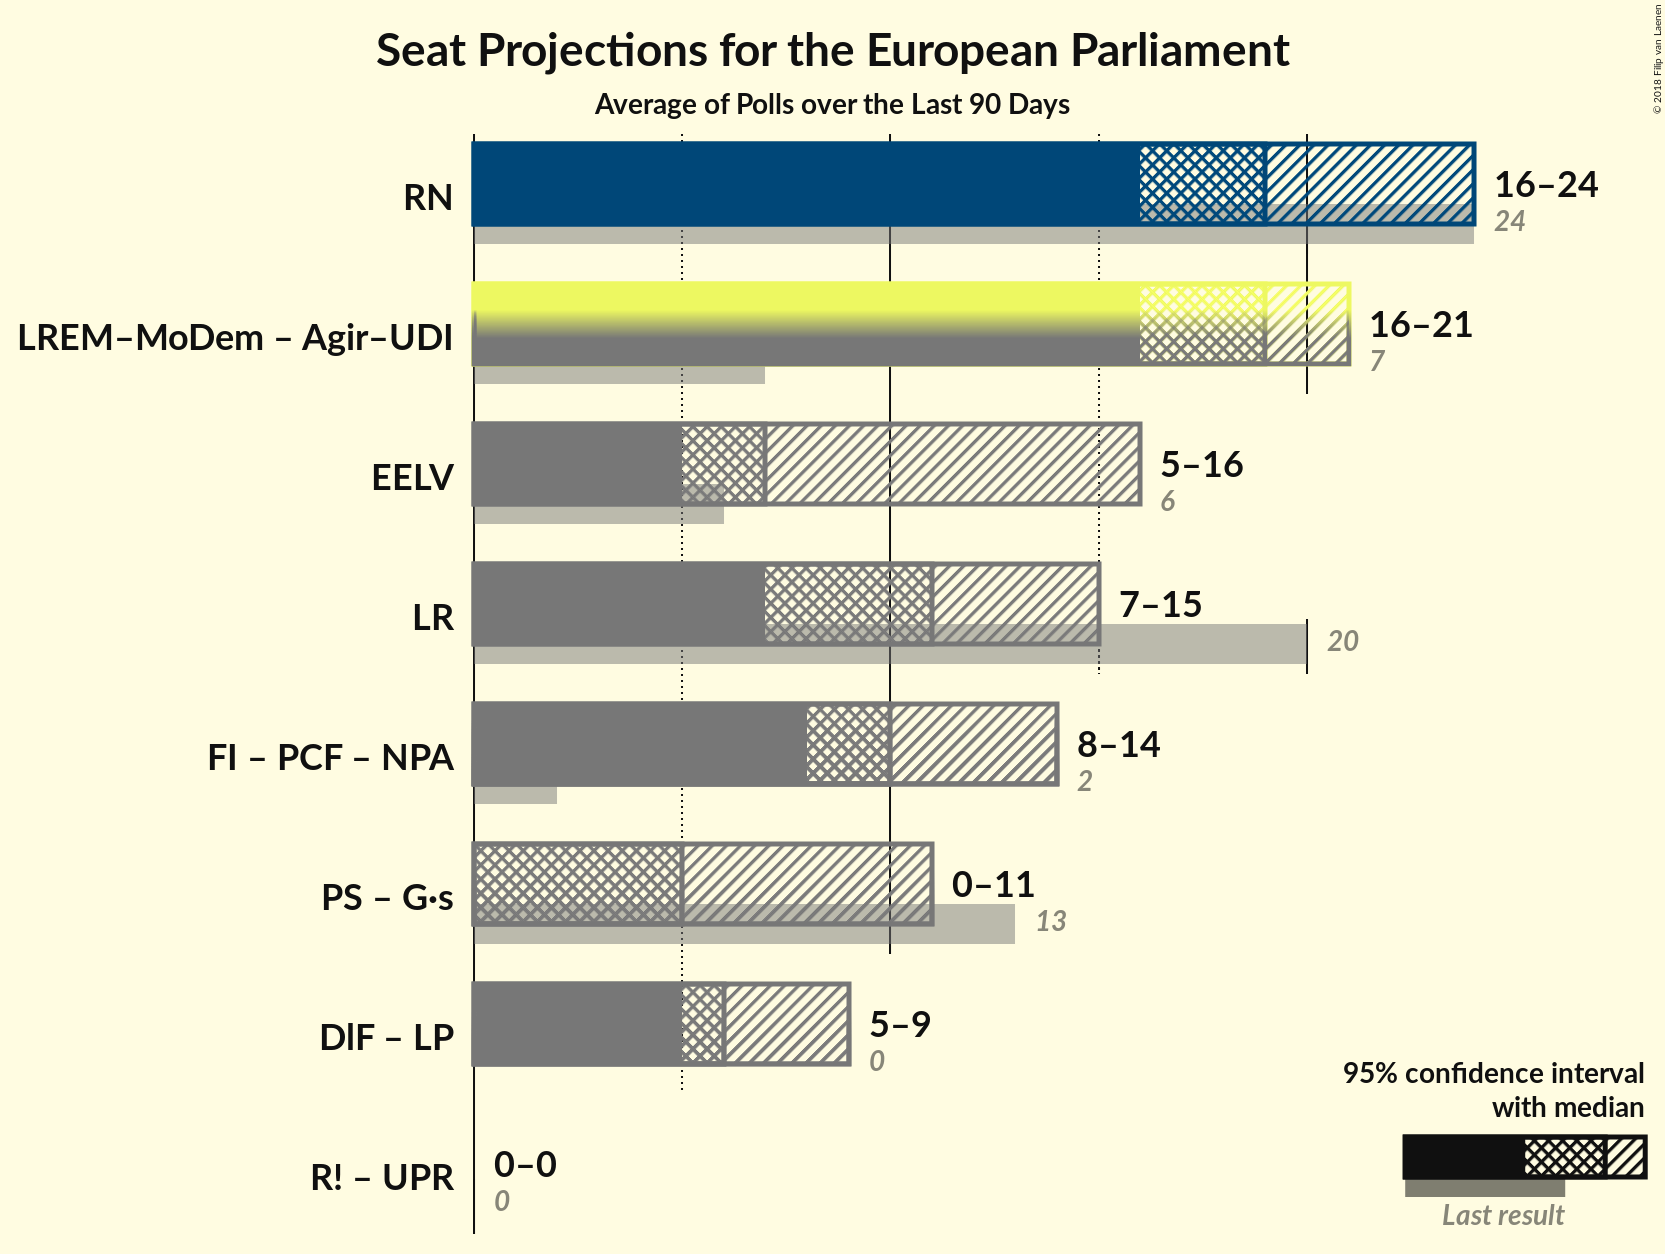 Seat Projections for the European Parliament
Average of Polls over the Last 90 Days
© 2018 Filip van Laenen
RN
16–24
24
LREM–MoDem – Agir–UDI
16–21
7
EELV
5–16
6
LR
7–15
20
FI – PCF – NPA
8–14
2
PS – G·s
0–11
13
DlF – LP
5–9
0
R! – UPR
0–0
0
95% confidence interval
with median
Last result